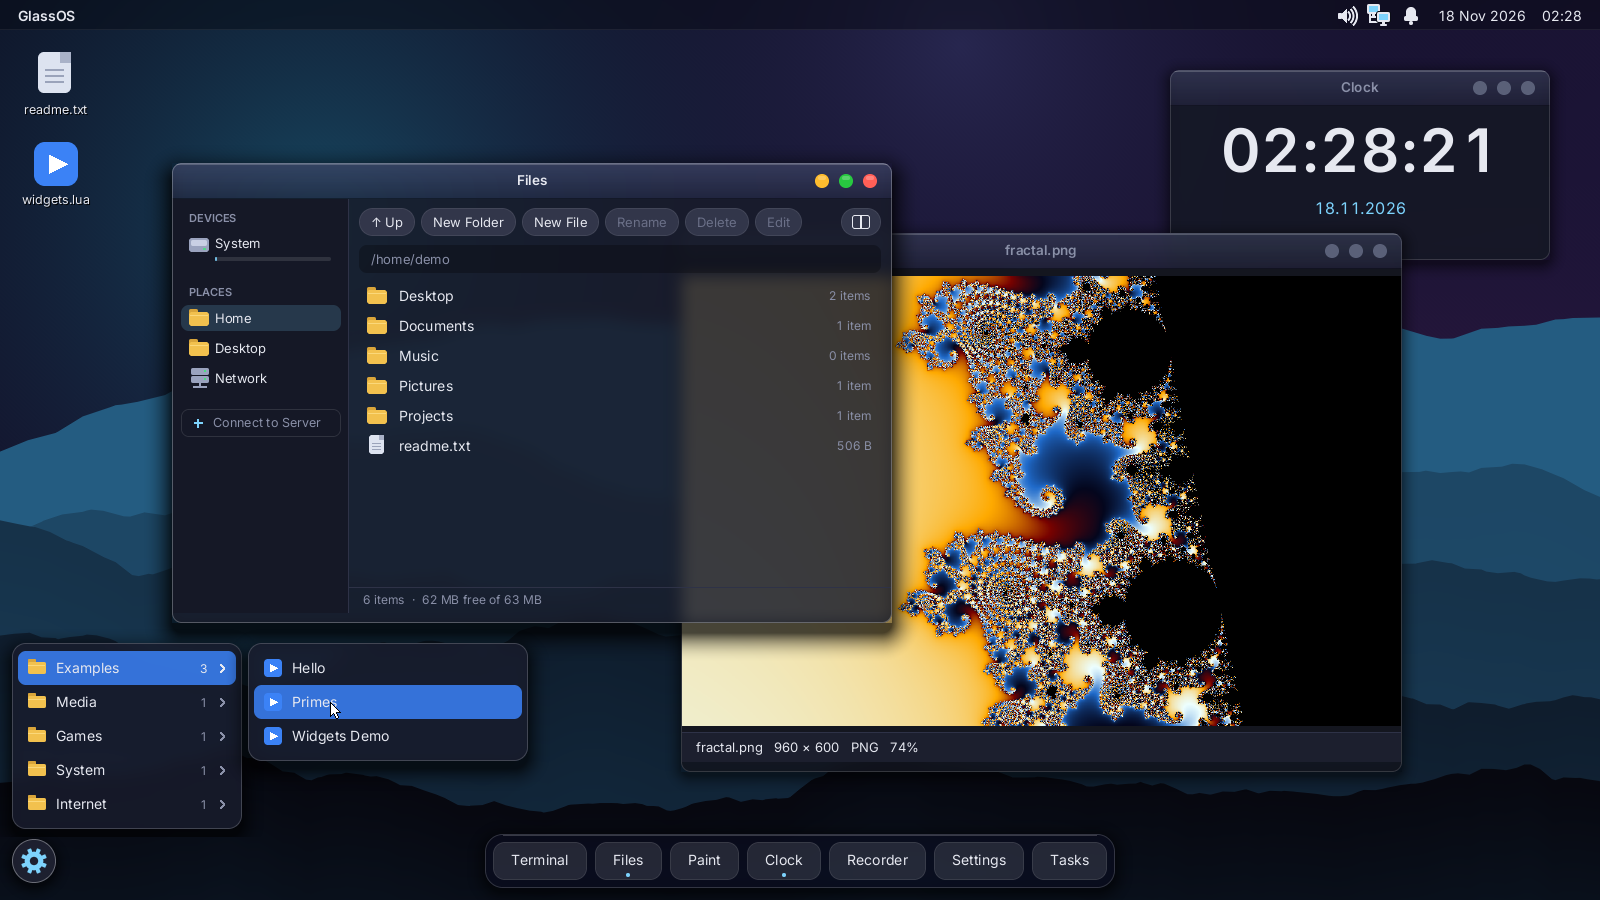 GlassOS
18 Nov 2026 02:28
readme.txt
widgets.lua
Clock
02:28:21
18.11.2026
Files
DEVICES
System
PLACES
Home
Desktop
Network
+ Connect to Server
↑ Up New Folder New File Rename Delete Edit
/home/demo
Desktop 2 items
Documents 1 item
Music 0 items
Pictures 1 item
Projects 1 item
readme.txt 506 B
6 items · 62 MB free of 63 MB
fractal.png
fractal.png 960 × 600 PNG 74%
Examples 3
Media 1
Games 1
System 1
Internet 1
Hello
Primes
Widgets Demo
Terminal Files Paint Clock Recorder Settings Tasks